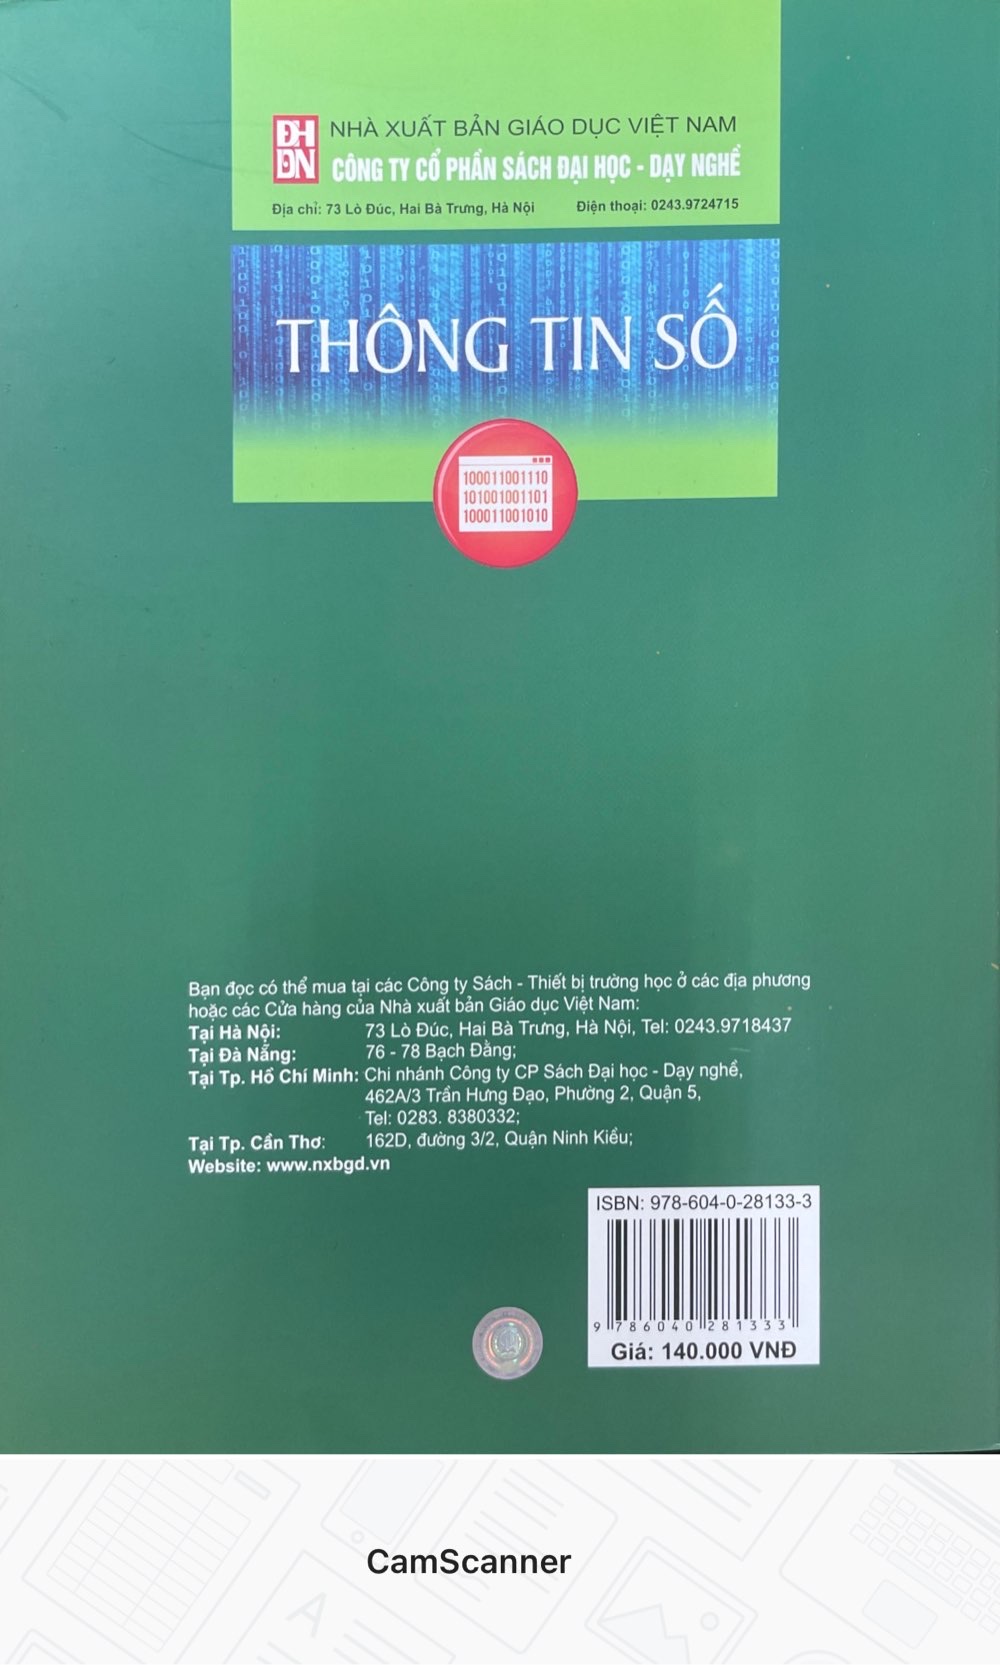 ĐH
DN
NHÀ XUẤT BẢN GIÁO DỤC VIỆT NAM
CÔNG TY CỔ PHẦN SÁCH ĐẠI HỌC - DẠY NGHỀ
Địa chỉ: 73 Lò Đúc, Hai Bà Trưng, Hà Nội Điện thoại: 0243.9724715
THÔNG TIN SỐ
100011001110
101001001101
100011001010
Bạn đọc có thể mua tại các Công ty Sách - Thiết bị trường học ở các địa phương
hoặc các Cửa hàng của Nhà xuất bản Giáo dục Việt Nam:
Tại Hà Nội: 73 Lò Đúc, Hai Bà Trưng, Hà Nội, Tel: 0243.9718437
Tại Đà Nẵng: 76 - 78 Bạch Đằng;
Tại Tp. Hồ Chí Minh: Chi nhánh Công ty CP Sách Đại học - Dạy nghề,
462A/3 Trần Hưng Đạo, Phường 2, Quận 5,
Tel: 0283. 8380332;
Tại Tp. Cần Thơ: 162D, đường 3/2, Quận Ninh Kiều;
Website: www.nxbgd.vn
ISBN: 978-604-0-28133-3
9 786040 281333
Giá: 140.000 VNĐ
CamScanner